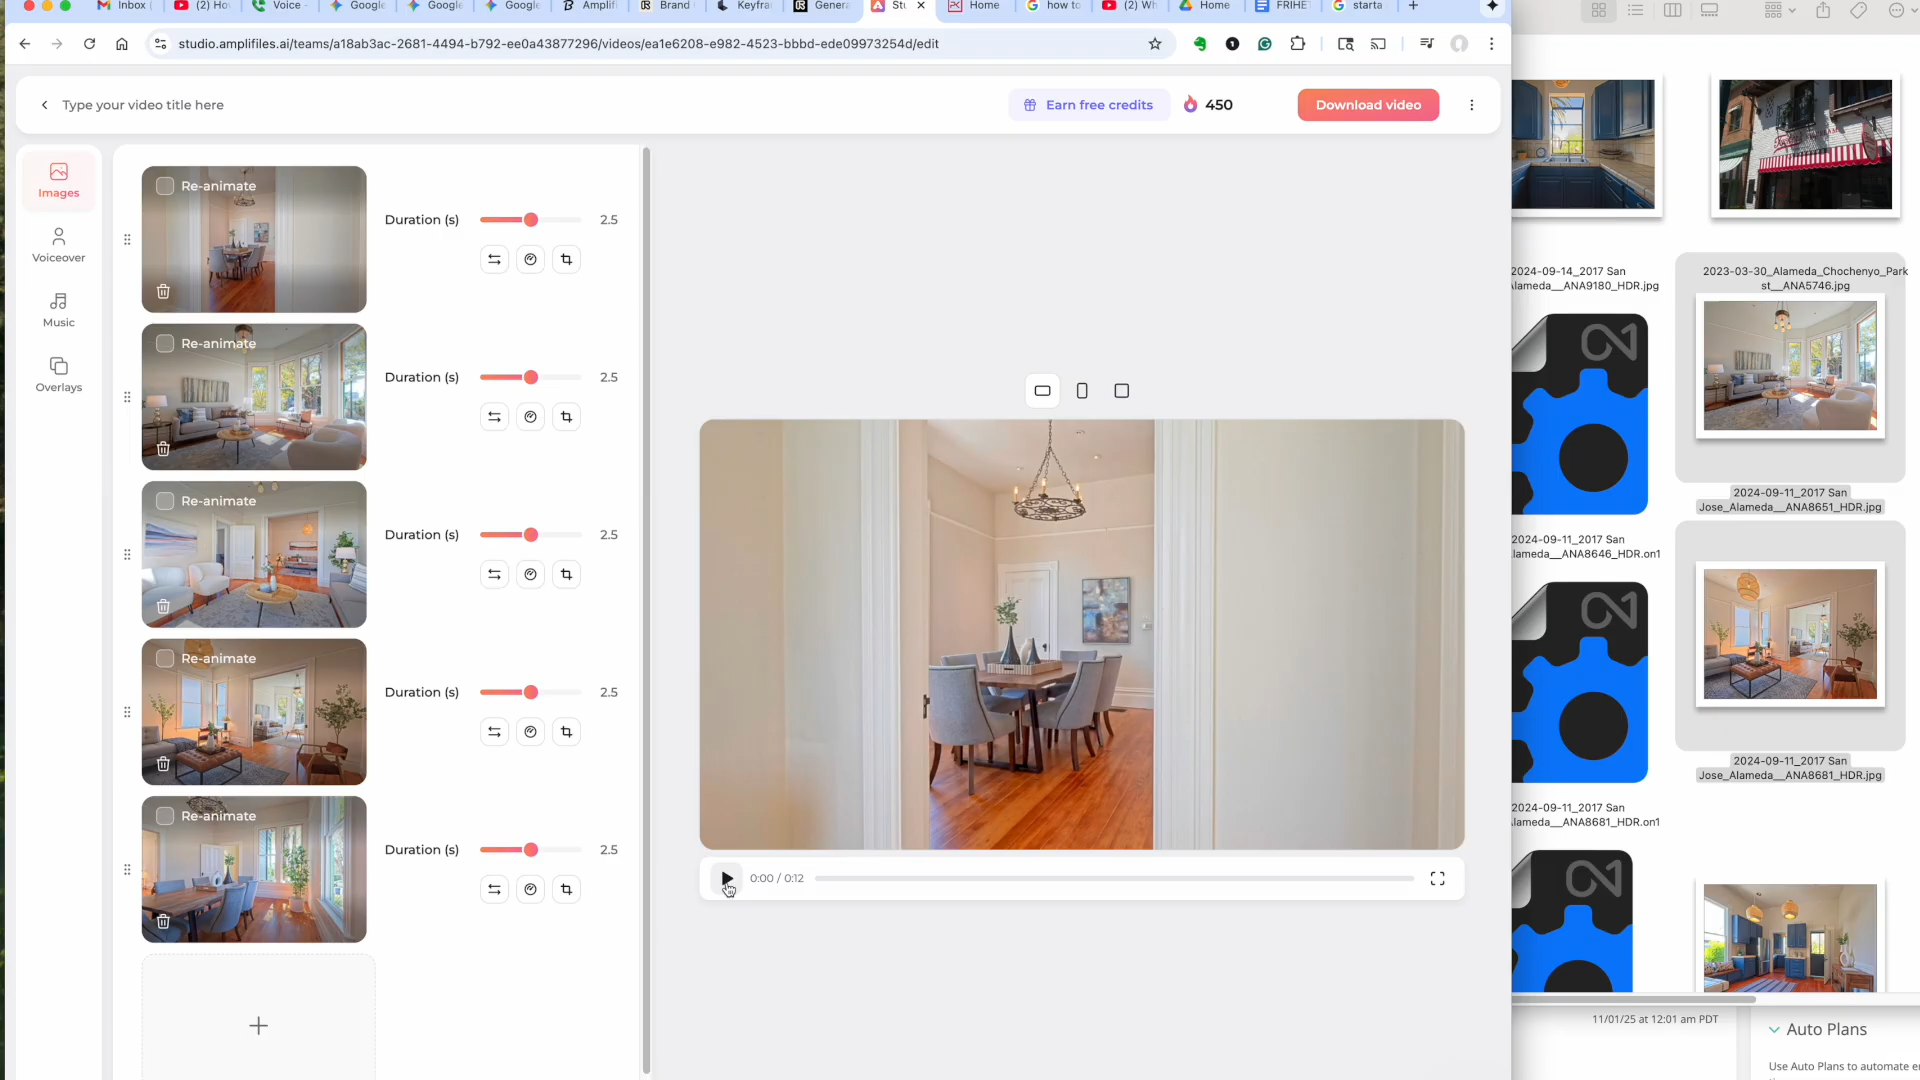 Inbox (
(2) Ho
Voice -
Google
Google
Google
Amplif
Brand
Keyfra
Genera
Stu
Home
how to
(2) Wh
Home
FRIHE
starta
studio.amplifiles.ai/teams/a18ab3ac-2681-4494-b792-ee0a43877296/videos/ea1e6208-e982-4523-bbbd-ede09973254d/edit
Type your video title here
Earn free credits
450
Download video
Images
Voiceover
Music
Overlays
Re-animate
Duration (s)
2.5
Re-animate
Duration (s)
2.5
Re-animate
Duration (s)
2.5
Re-animate
Duration (s)
2.5
Re-animate
Duration (s)
2.5
0:00 / 0:12
2024-09-14_2017 San
Alameda__ANA9180_HDR.jpg
2023-03-30_Alameda_Chochenyo_Park
st__ANA5746.jpg
2024-09-11_2017 San
Jose_Alameda__ANA8651_HDR.jpg
2024-09-11_2017 San
lameda__ANA8646_HDR.on1
2024-09-11_2017 San
Jose_Alameda__ANA8681_HDR.jpg
2024-09-11_2017 San
lameda__ANA8681_HDR.on1
11/01/25 at 12:01 am PDT
Auto Plans
Use Auto Plans to automate e